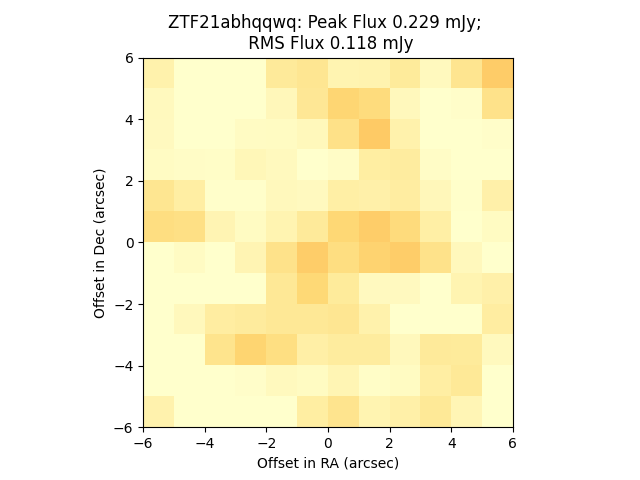 ZTF21abhqqwq: Peak Flux 0.229 mJy;
RMS Flux 0.118 mJy
6
4
2
0
−2
−4
−6
Offset in Dec (arcsec)
−6 −4 −2 0 2 4 6
Offset in RA (arcsec)